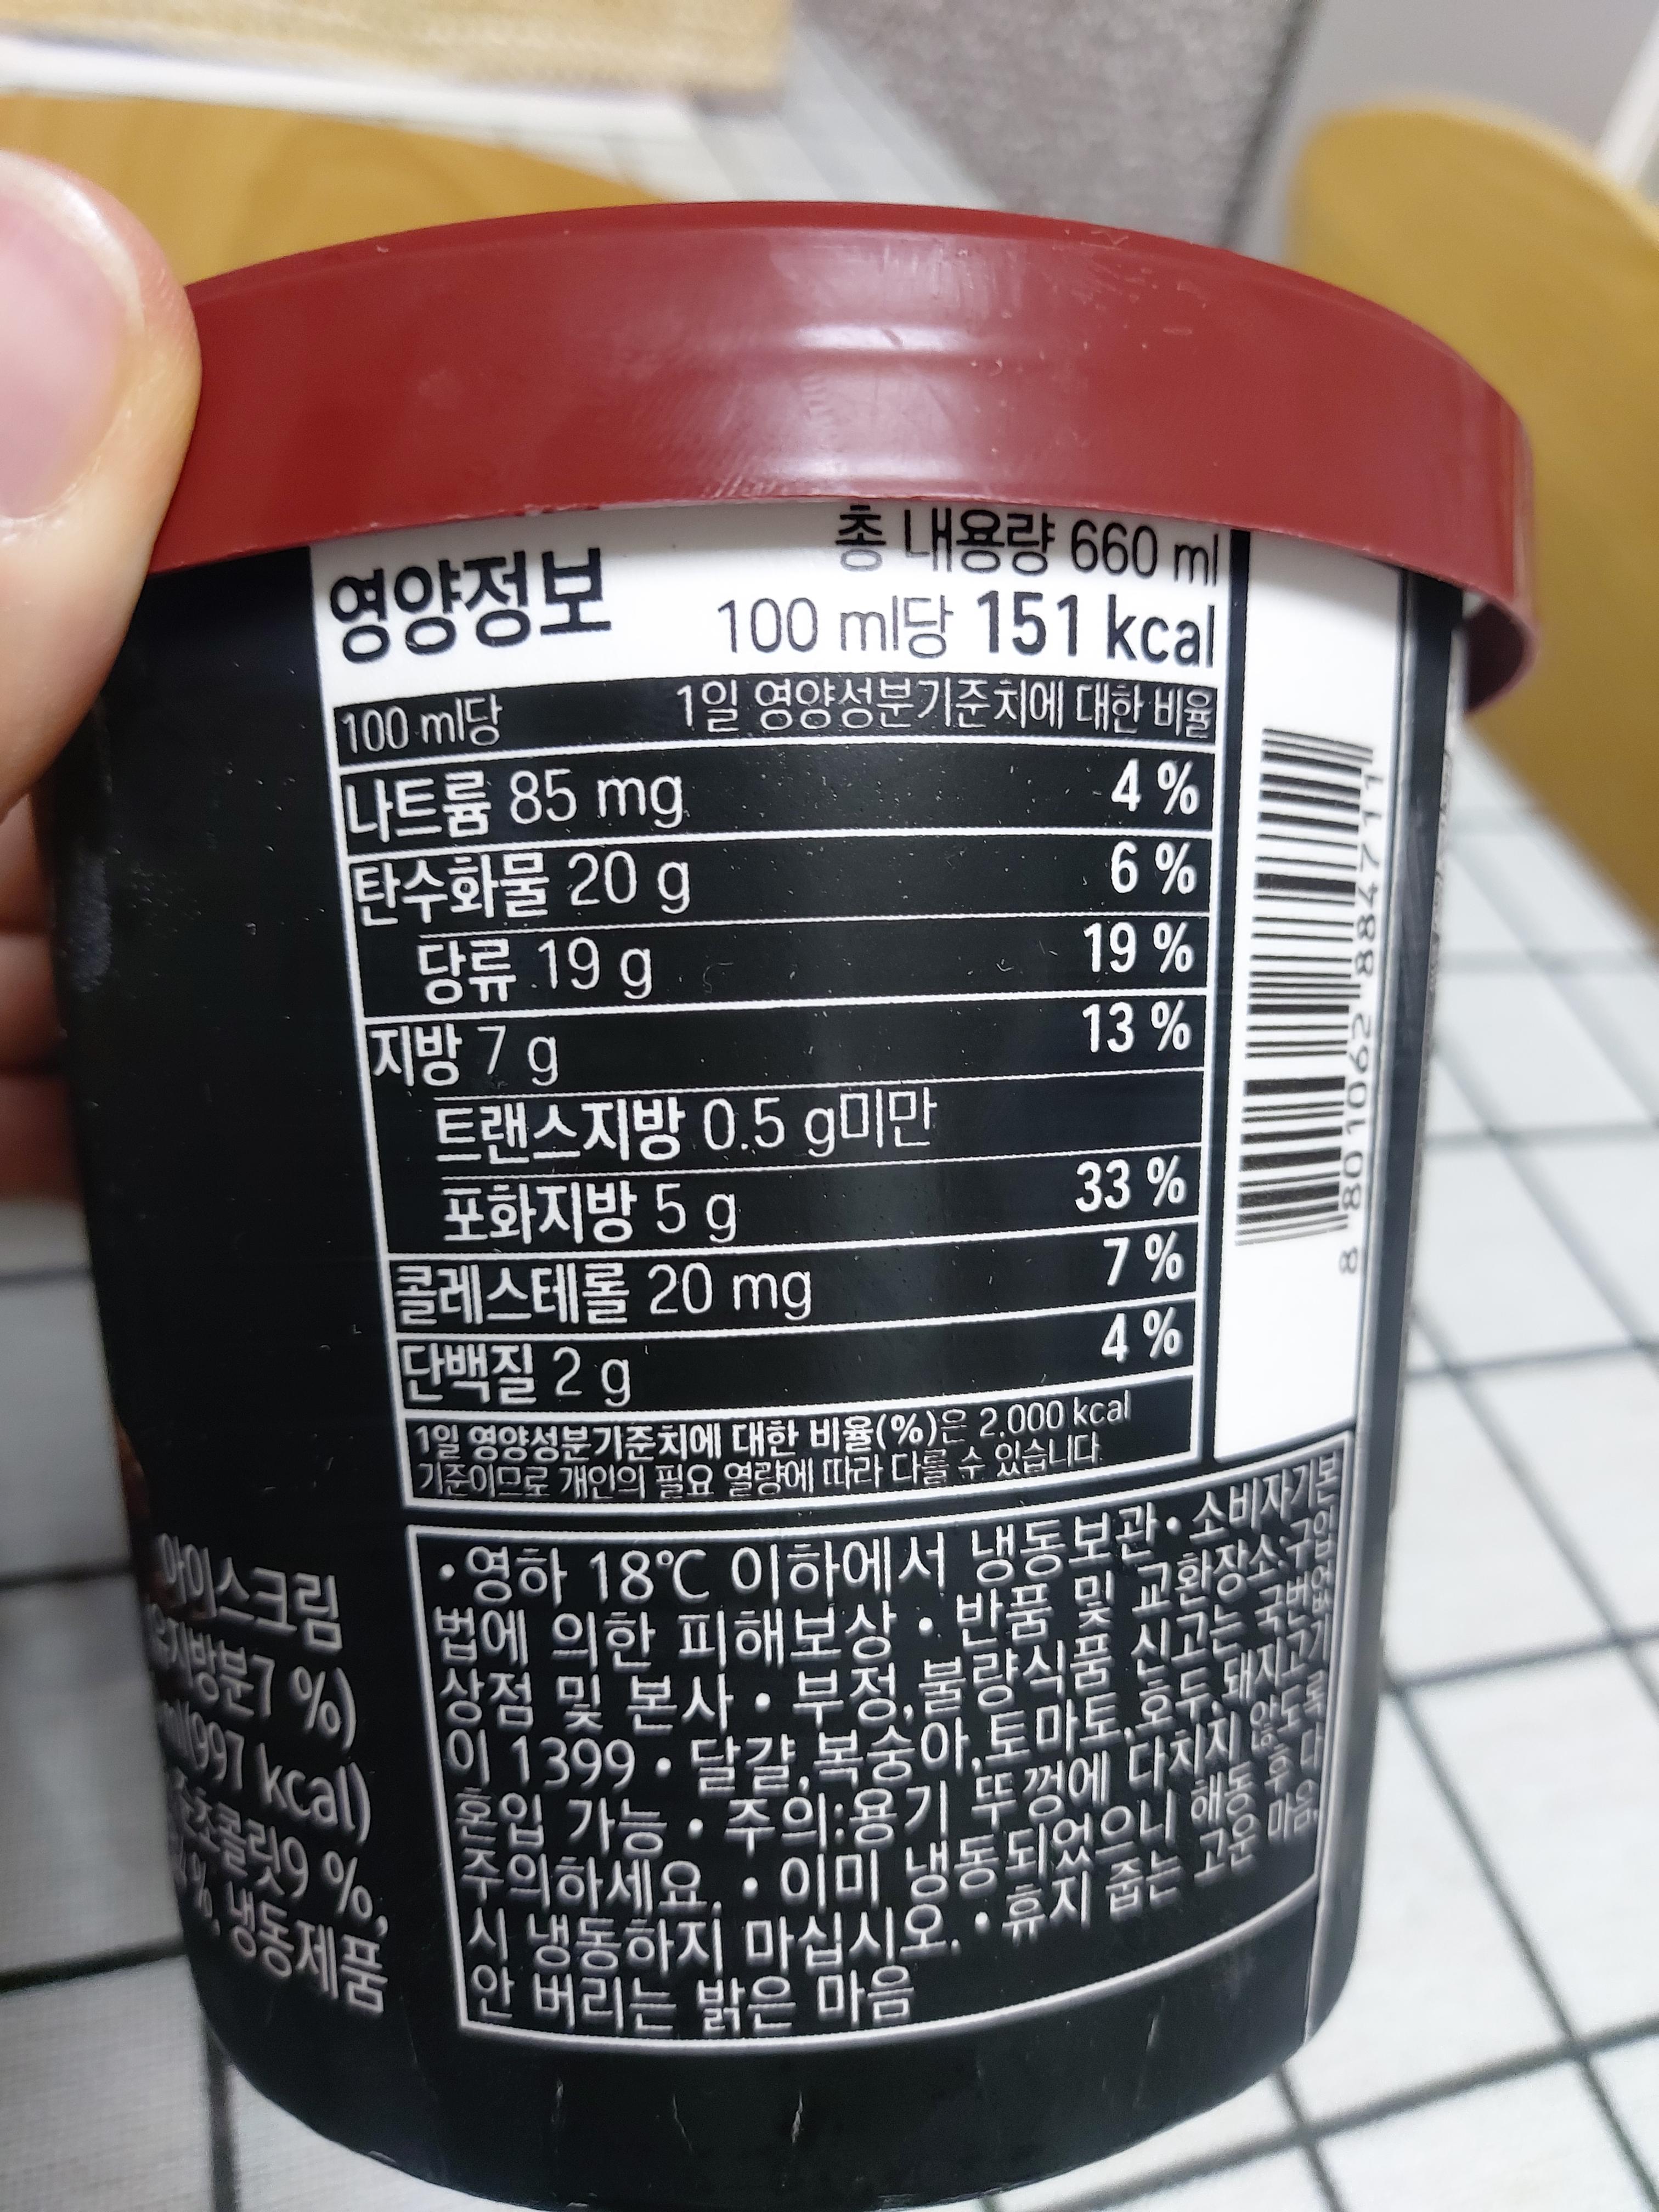 총 내용량 660 ml
영양정보 100 ml당 151 kcal
100 ml당 1일 영양성분기준치에 대한 비율
나트륨 85 mg 4 %
탄수화물 20 g 6 %
당류 19 g 19 %
지방 7 g 13 %
트랜스지방 0.5 g미만
포화지방 5 g 33 %
콜레스테롤 20 mg 7 %
단백질 2 g 4 %
1일 영양성분기준치에 대한 비율(%)은 2,000 kcal
기준이므로 개인의 필요 열량에 따라 다를 수 있습니다.
8 801062 884711
아이스크림
유지방분7 %)
(997 kcal)
초콜릿9 %,
냉동제품
• 영하 18℃ 이하에서 냉동보관 • 소비자기본
법에 의한 피해보상 • 반품 및 교환장소:구입
상점 및 본사 • 부정,불량식품 신고는 국번없
이 1399 • 달걀,복숭아,토마토,호두,돼지고기
혼입 가능 • 주의:용기 뚜껑에 다치지 않도록
주의하세요. • 이미 냉동되었으니 해동 후 다
시 냉동하지 마십시오. • 휴지 줍는 고운 마음,
안 버리는 밝은 마음